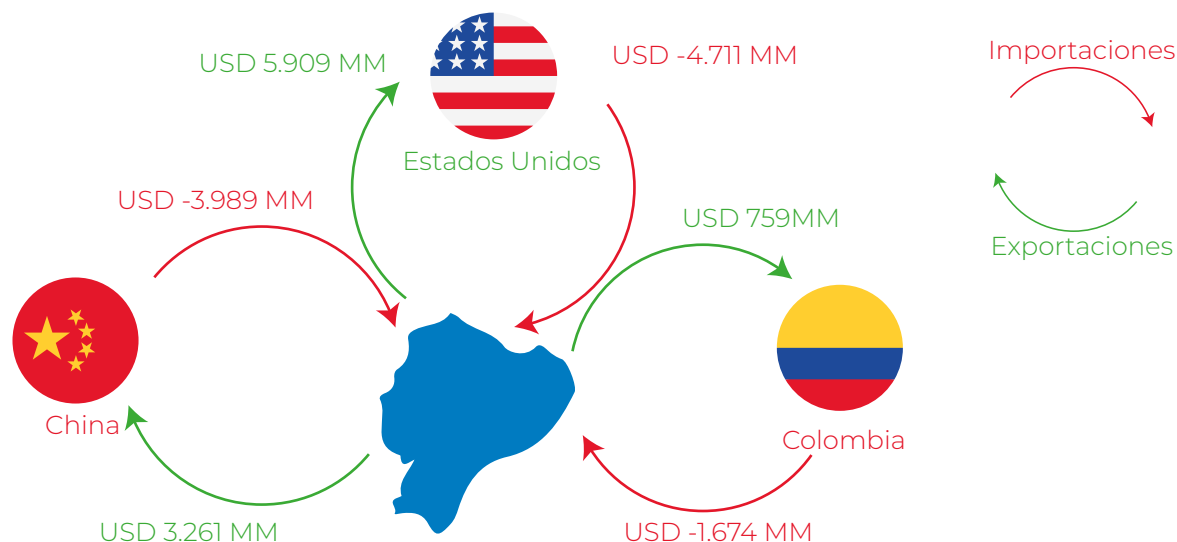 USD 5.909 MM
USD -4.711 MM
Importaciones
Estados Unidos
USD -3.989 MM
USD 759MM
Exportaciones
China
Colombia
USD 3.261 MM
USD -1.674 MM